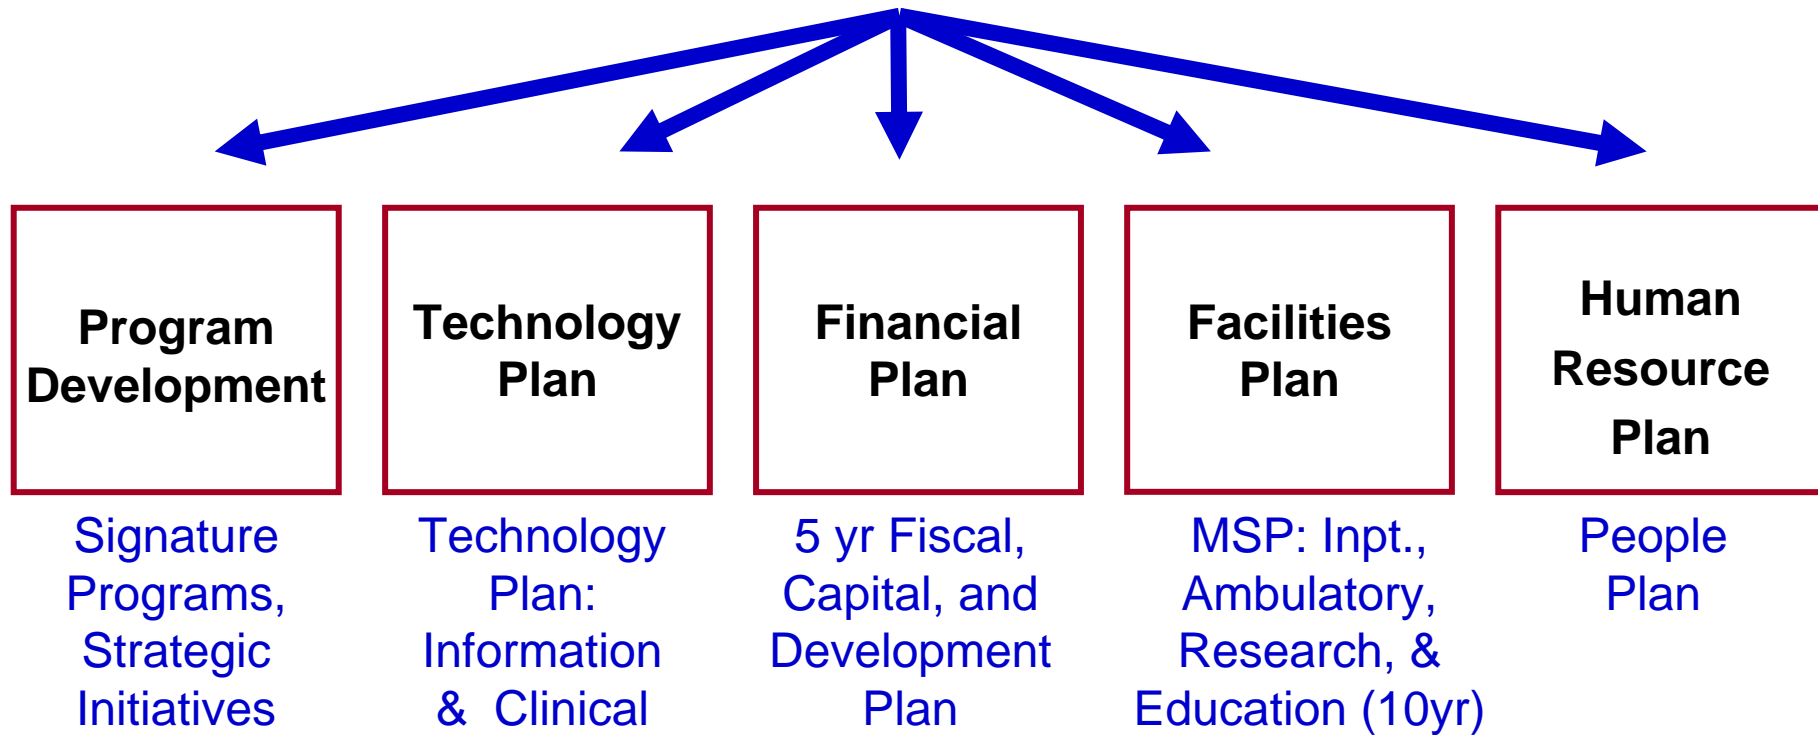 Program
Development
Technology
Plan
Financial
Plan
Facilities
Plan
Human
Resource
Plan
Signature
Programs,
Strategic
Initiatives
Technology
Plan:
Information
& Clinical
5 yr Fiscal,
Capital, and
Development
Plan
MSP: Inpt.,
Ambulatory,
Research, &
Education (10yr)
People
Plan